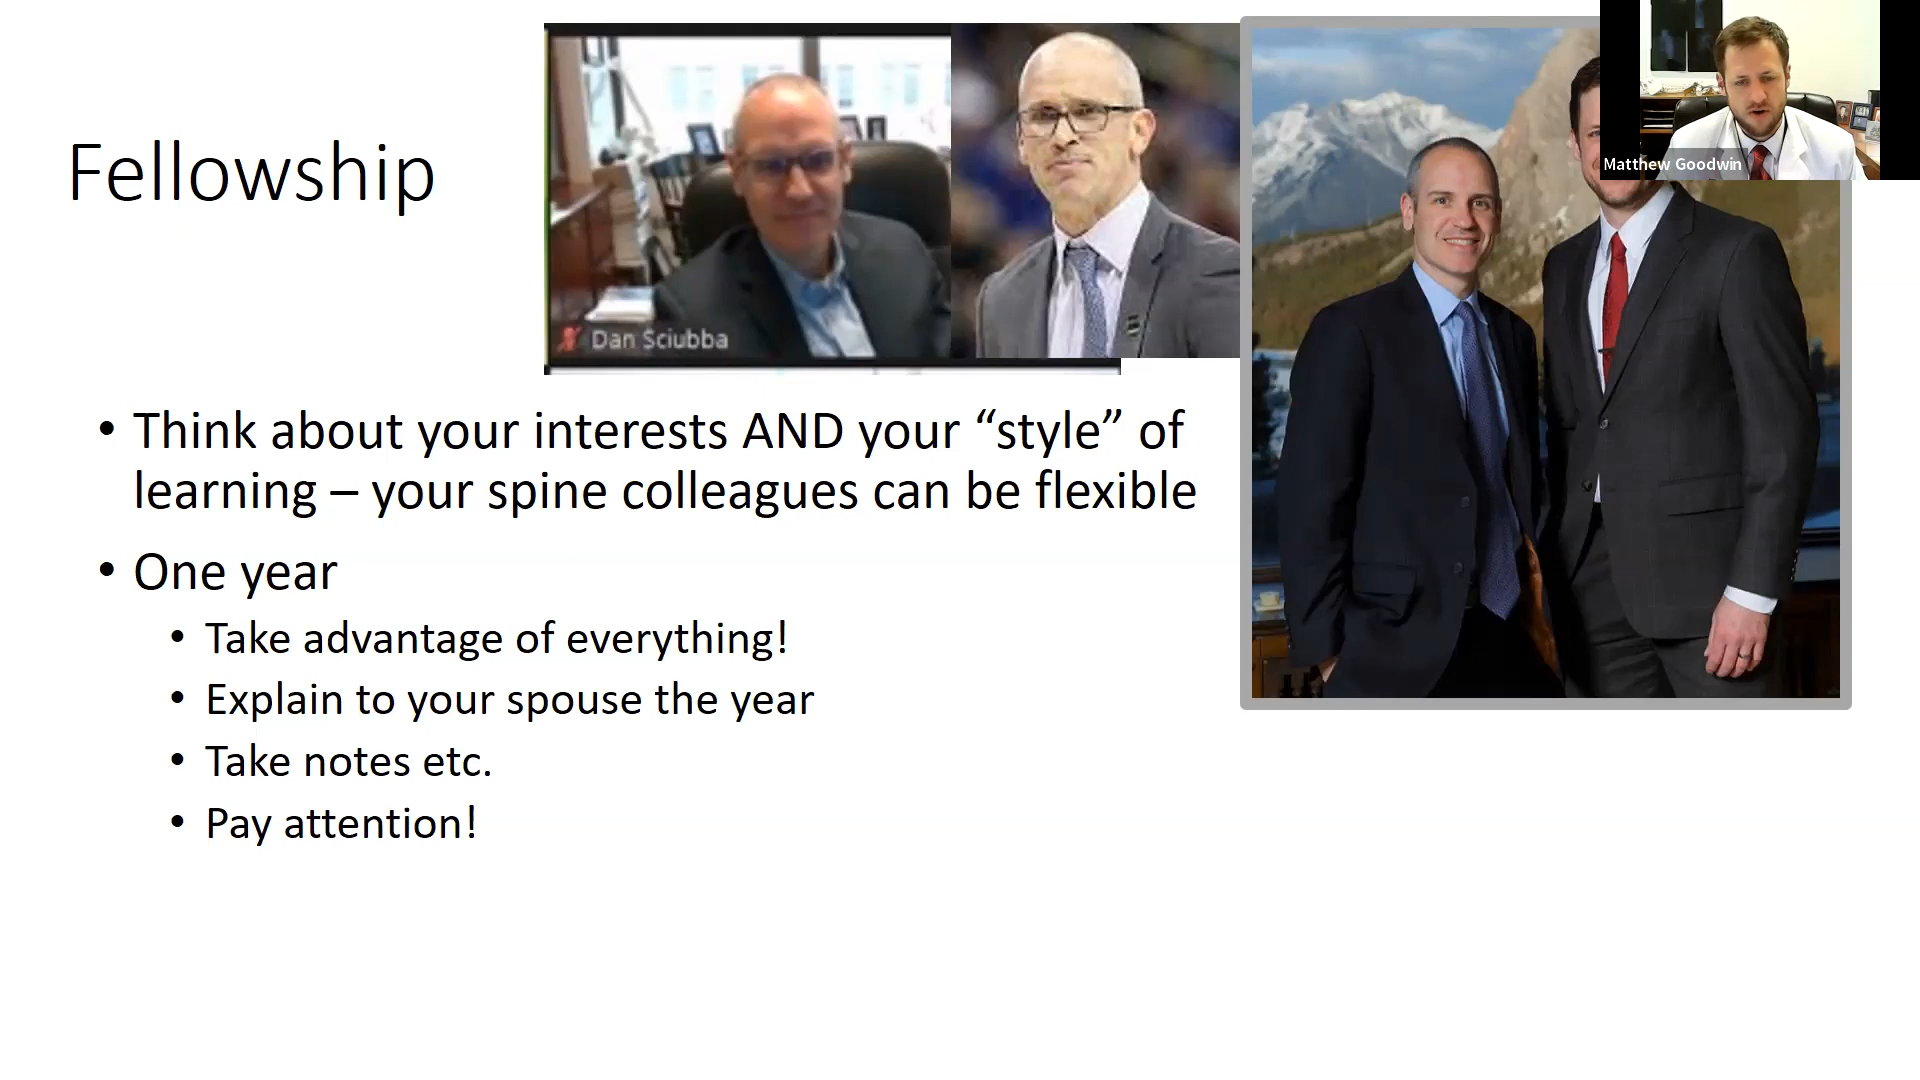 Fellowship
Dan Sciubba
Matthew Goodwin
• Think about your interests AND your “style” of
learning – your spine colleagues can be flexible
• One year
• Take advantage of everything!
• Explain to your spouse the year
• Take notes etc.
• Pay attention!